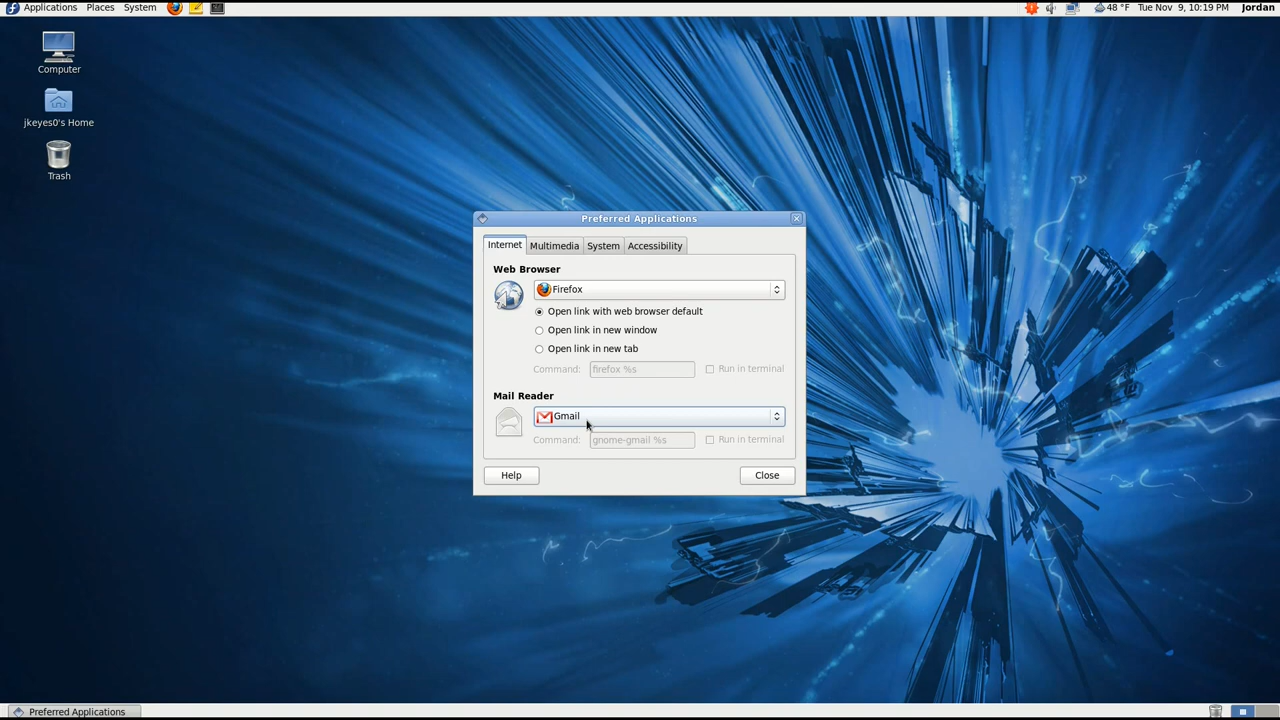 Applications Places System 48 °F Tue Nov 9, 10:19 PM Jordan
Computer
jkeyes0's Home
Trash
Preferred Applications
Internet Multimedia System Accessibility
Web Browser
Firefox
Open link with web browser default
Open link in new window
Open link in new tab
Command: firefox %s Run in terminal
Mail Reader
Gmail
Command: gnome-gmail %s Run in terminal
Help Close
Preferred Applications